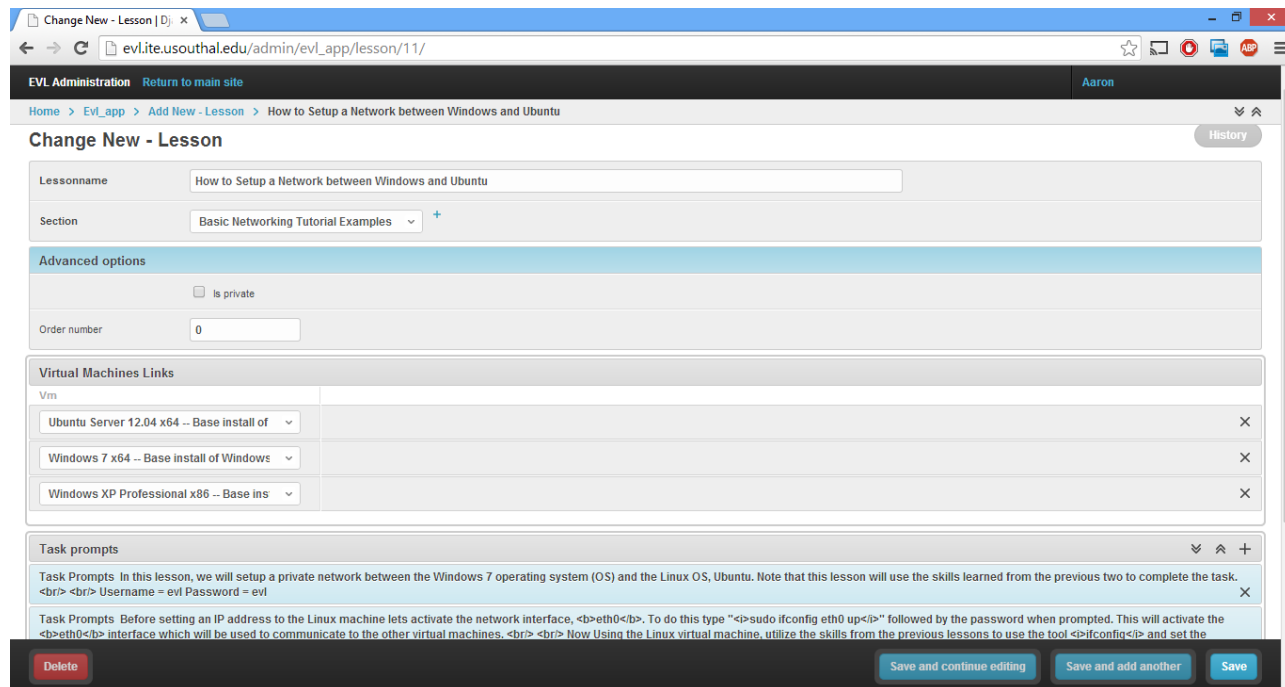 Change New - Lesson | Dj
evl.ite.usouthal.edu/admin/evl_app/lesson/11/
ABP
EVL Administration Return to main site Aaron
Home > Evl_app > Add New - Lesson > How to Setup a Network between Windows and Ubuntu
Change New - Lesson
History
Lessonname How to Setup a Network between Windows and Ubuntu
Section Basic Networking Tutorial Examples
Advanced options
Is private
Order number 0
Virtual Machines Links
Vm
Ubuntu Server 12.04 x64 -- Base install of
Windows 7 x64 -- Base install of Windows
Windows XP Professional x86 -- Base ins
Task prompts
Task Prompts In this lesson, we will setup a private network between the Windows 7 operating system (OS) and the Linux OS, Ubuntu. Note that this lesson will use the skills learned from the previous two to complete the task.
<br/> <br/> Username = evl Password = evl
Task Prompts Before setting an IP address to the Linux machine lets activate the network interface, <b>eth0</b>. To do this type "<i>sudo ifconfig eth0 up</i>" followed by the password when prompted. This will activate the
<b>eth0</b> interface which will be used to communicate to the other virtual machines. <br/> <br/> Now Using the Linux virtual machine, utilize the skills from the previous lessons to use the tool <i>ifconfig</i> and set the
Delete Save and continue editing Save and add another Save